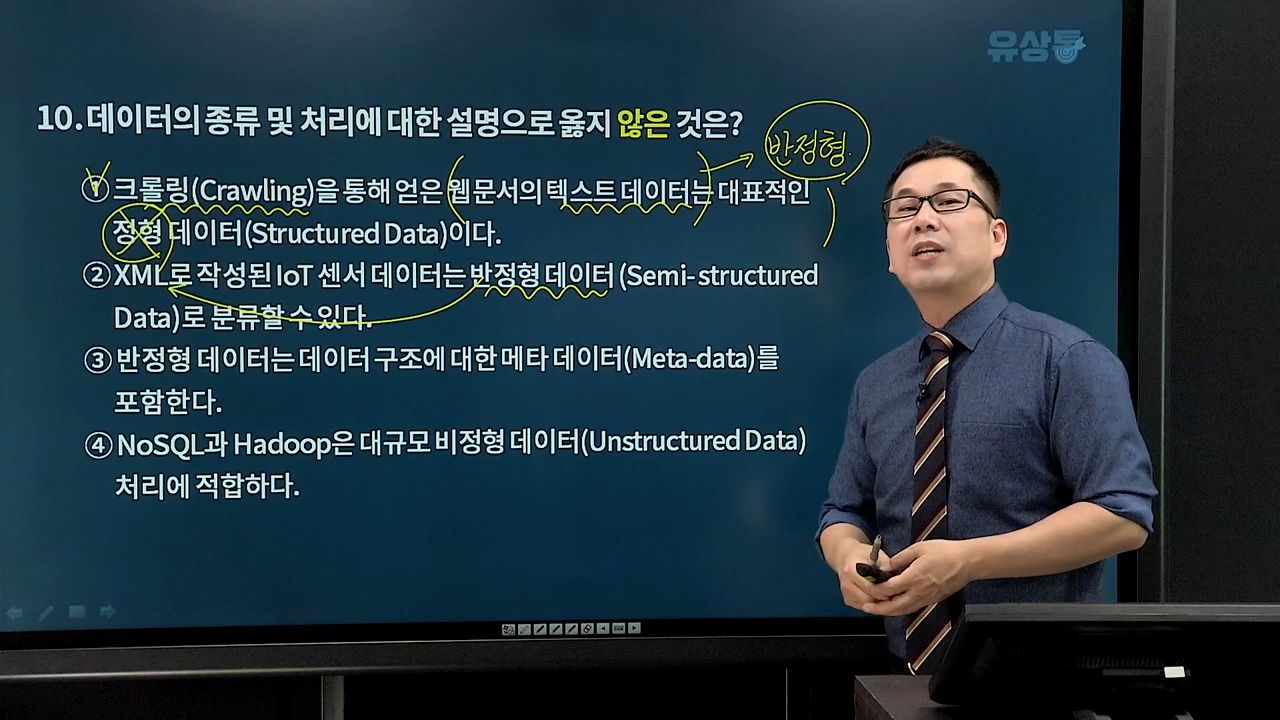 유상통
10. 데이터의 종류 및 처리에 대한 설명으로 옳지 않은 것은?
반정형.
① 크롤링(Crawling)을 통해 얻은 웹문서의 텍스트 데이터는 대표적인
정형 데이터(Structured Data)이다.
② XML로 작성된 IoT 센서 데이터는 반정형 데이터 (Semi-structured
Data)로 분류할 수 있다.
③ 반정형 데이터는 데이터 구조에 대한 메타 데이터(Meta-data)를
포함한다.
④ NoSQL과 Hadoop은 대규모 비정형 데이터(Unstructured Data)
처리에 적합하다.